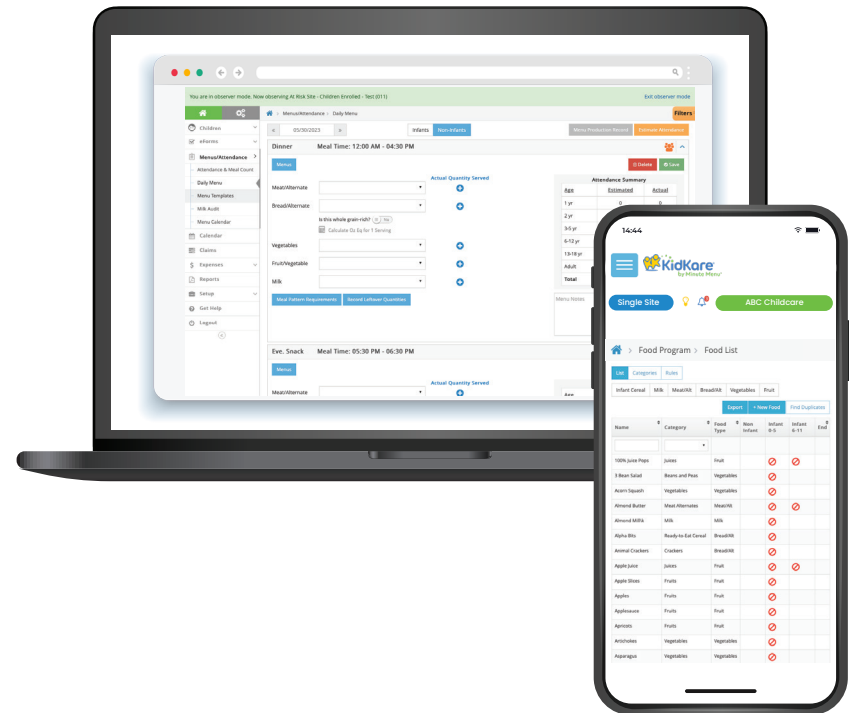 You are in observer mode. Now observing At Risk Site - Children Enrolled - Test (011) Exit observer mode
> Menus/Attendance > Daily Menu Filters
Children
eForms
Menus/Attendance
Attendance & Meal Count
Daily Menu
Menu Templates
Milk Audit
Menu Calendar
Calendar
Claims
Expenses
Reports
Setup
Get Help
Logout
« 05/30/2023 » Infants Non-Infants Menu Production Record Estimate Attendance
Dinner Meal Time: 12:00 AM - 04:30 PM
Menus Delete Save
Actual Quantity Served
Meat/Alternate
Bread/Alternate
Is this whole grain-rich? No
Calculate Oz Eq for 1 Serving
Vegetables
Fruit/Vegetable
Milk
Meal Pattern Requirements Record Leftover Quantities
Attendance Summary
Age Estimated Actual
1 yr 0 0
2 yr
3-5 yr
6-12 yr
13-18 yr
Adult
Total
Menu Notes
Eve. Snack Meal Time: 05:30 PM - 06:30 PM
Menus
Actual Quantity Served
Meat/Alternate
Age
14:44
KidKare
by Minute Menu
Single Site ABC Childcare
> Food Program > Food List
List Categories Rules
Infant Cereal Milk Meat/Alt Bread/Alt Vegetables Fruit
Export + New Food Find Duplicates
Name Category Food Type Non Infant Infant 0-5 Infant 6-11 End
100% Juice Pops Juices Fruit
3 Bean Salad Beans and Peas Vegetables
Acorn Squash Vegetables Vegetables
Almond Butter Meat Alternates Meat/Alt
Almond Milflk Milk Milk
Alpha Bits Ready-to-Eat Cereal Bread/Alt
Animal Crackers Crackers Bread/Alt
Apple Juice Juices Fruit
Apple Slices Fruits Fruit
Apples Fruits Fruit
Applesauce Fruits Fruit
Apricots Fruits Fruit
Artichokes Vegetables Vegetables
Asparagus Vegetables Vegetables